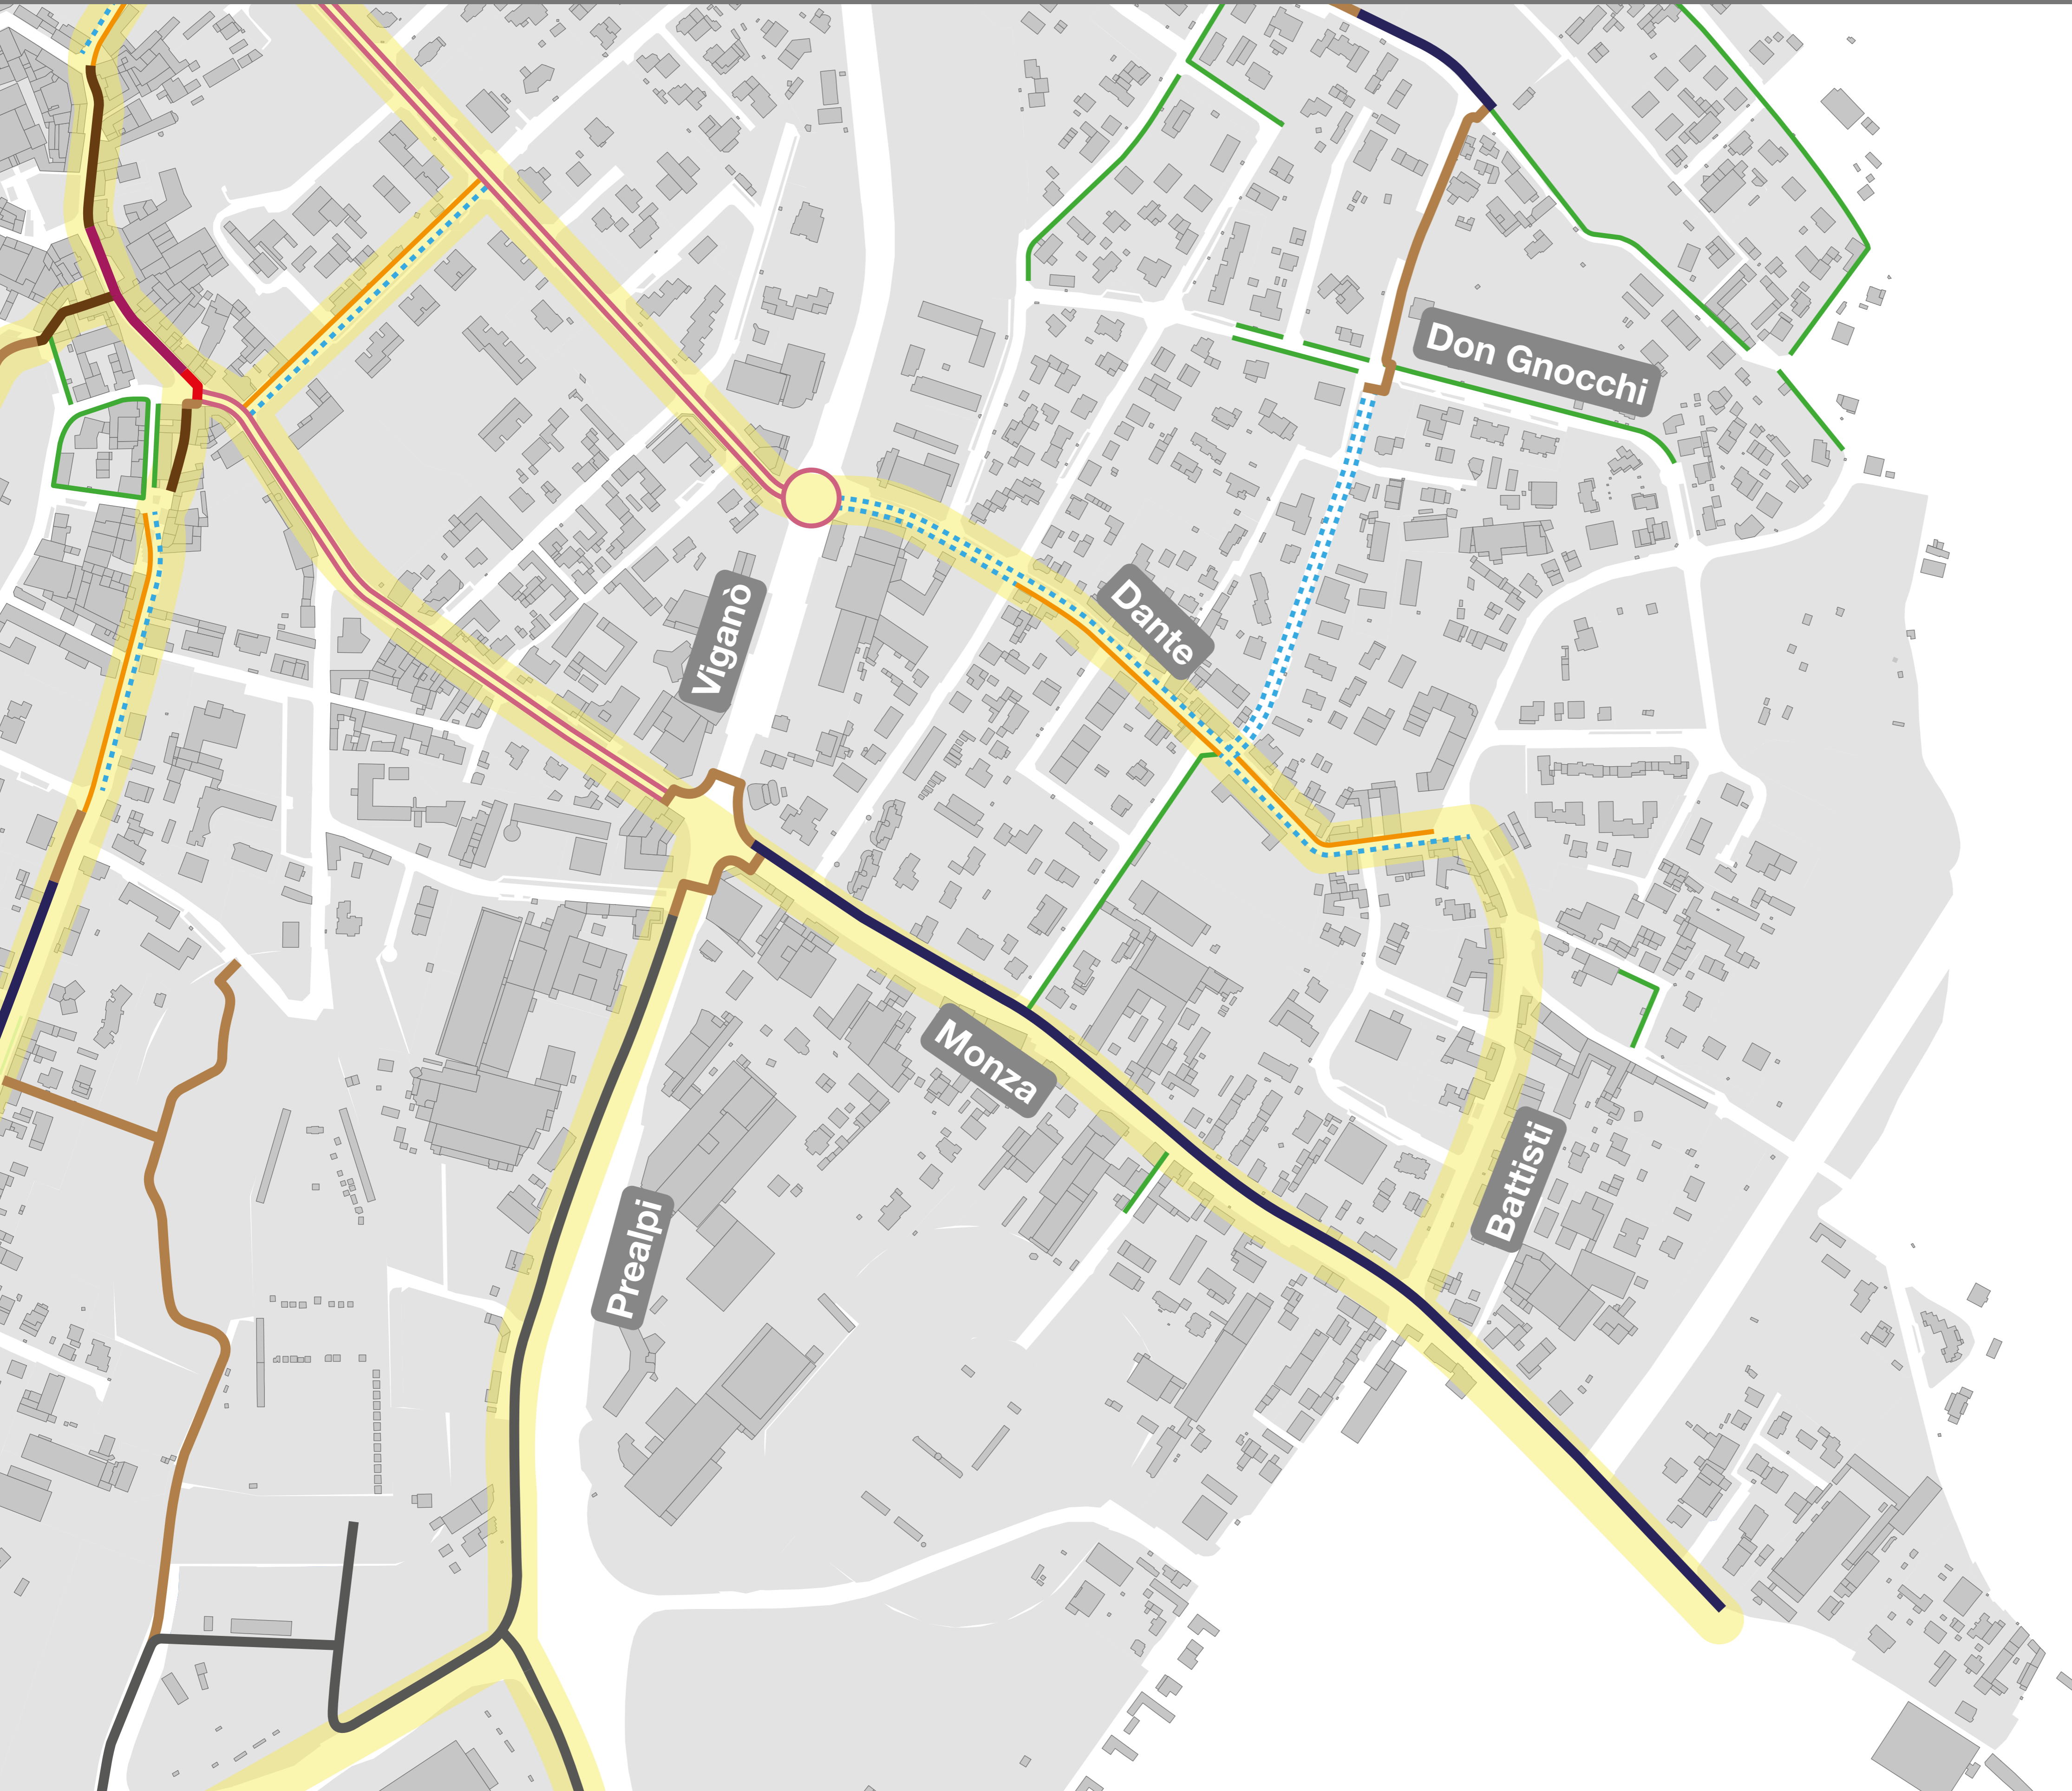 Don Gnocchi
Viganò
Dante
Monza
Battisti
Prealpi